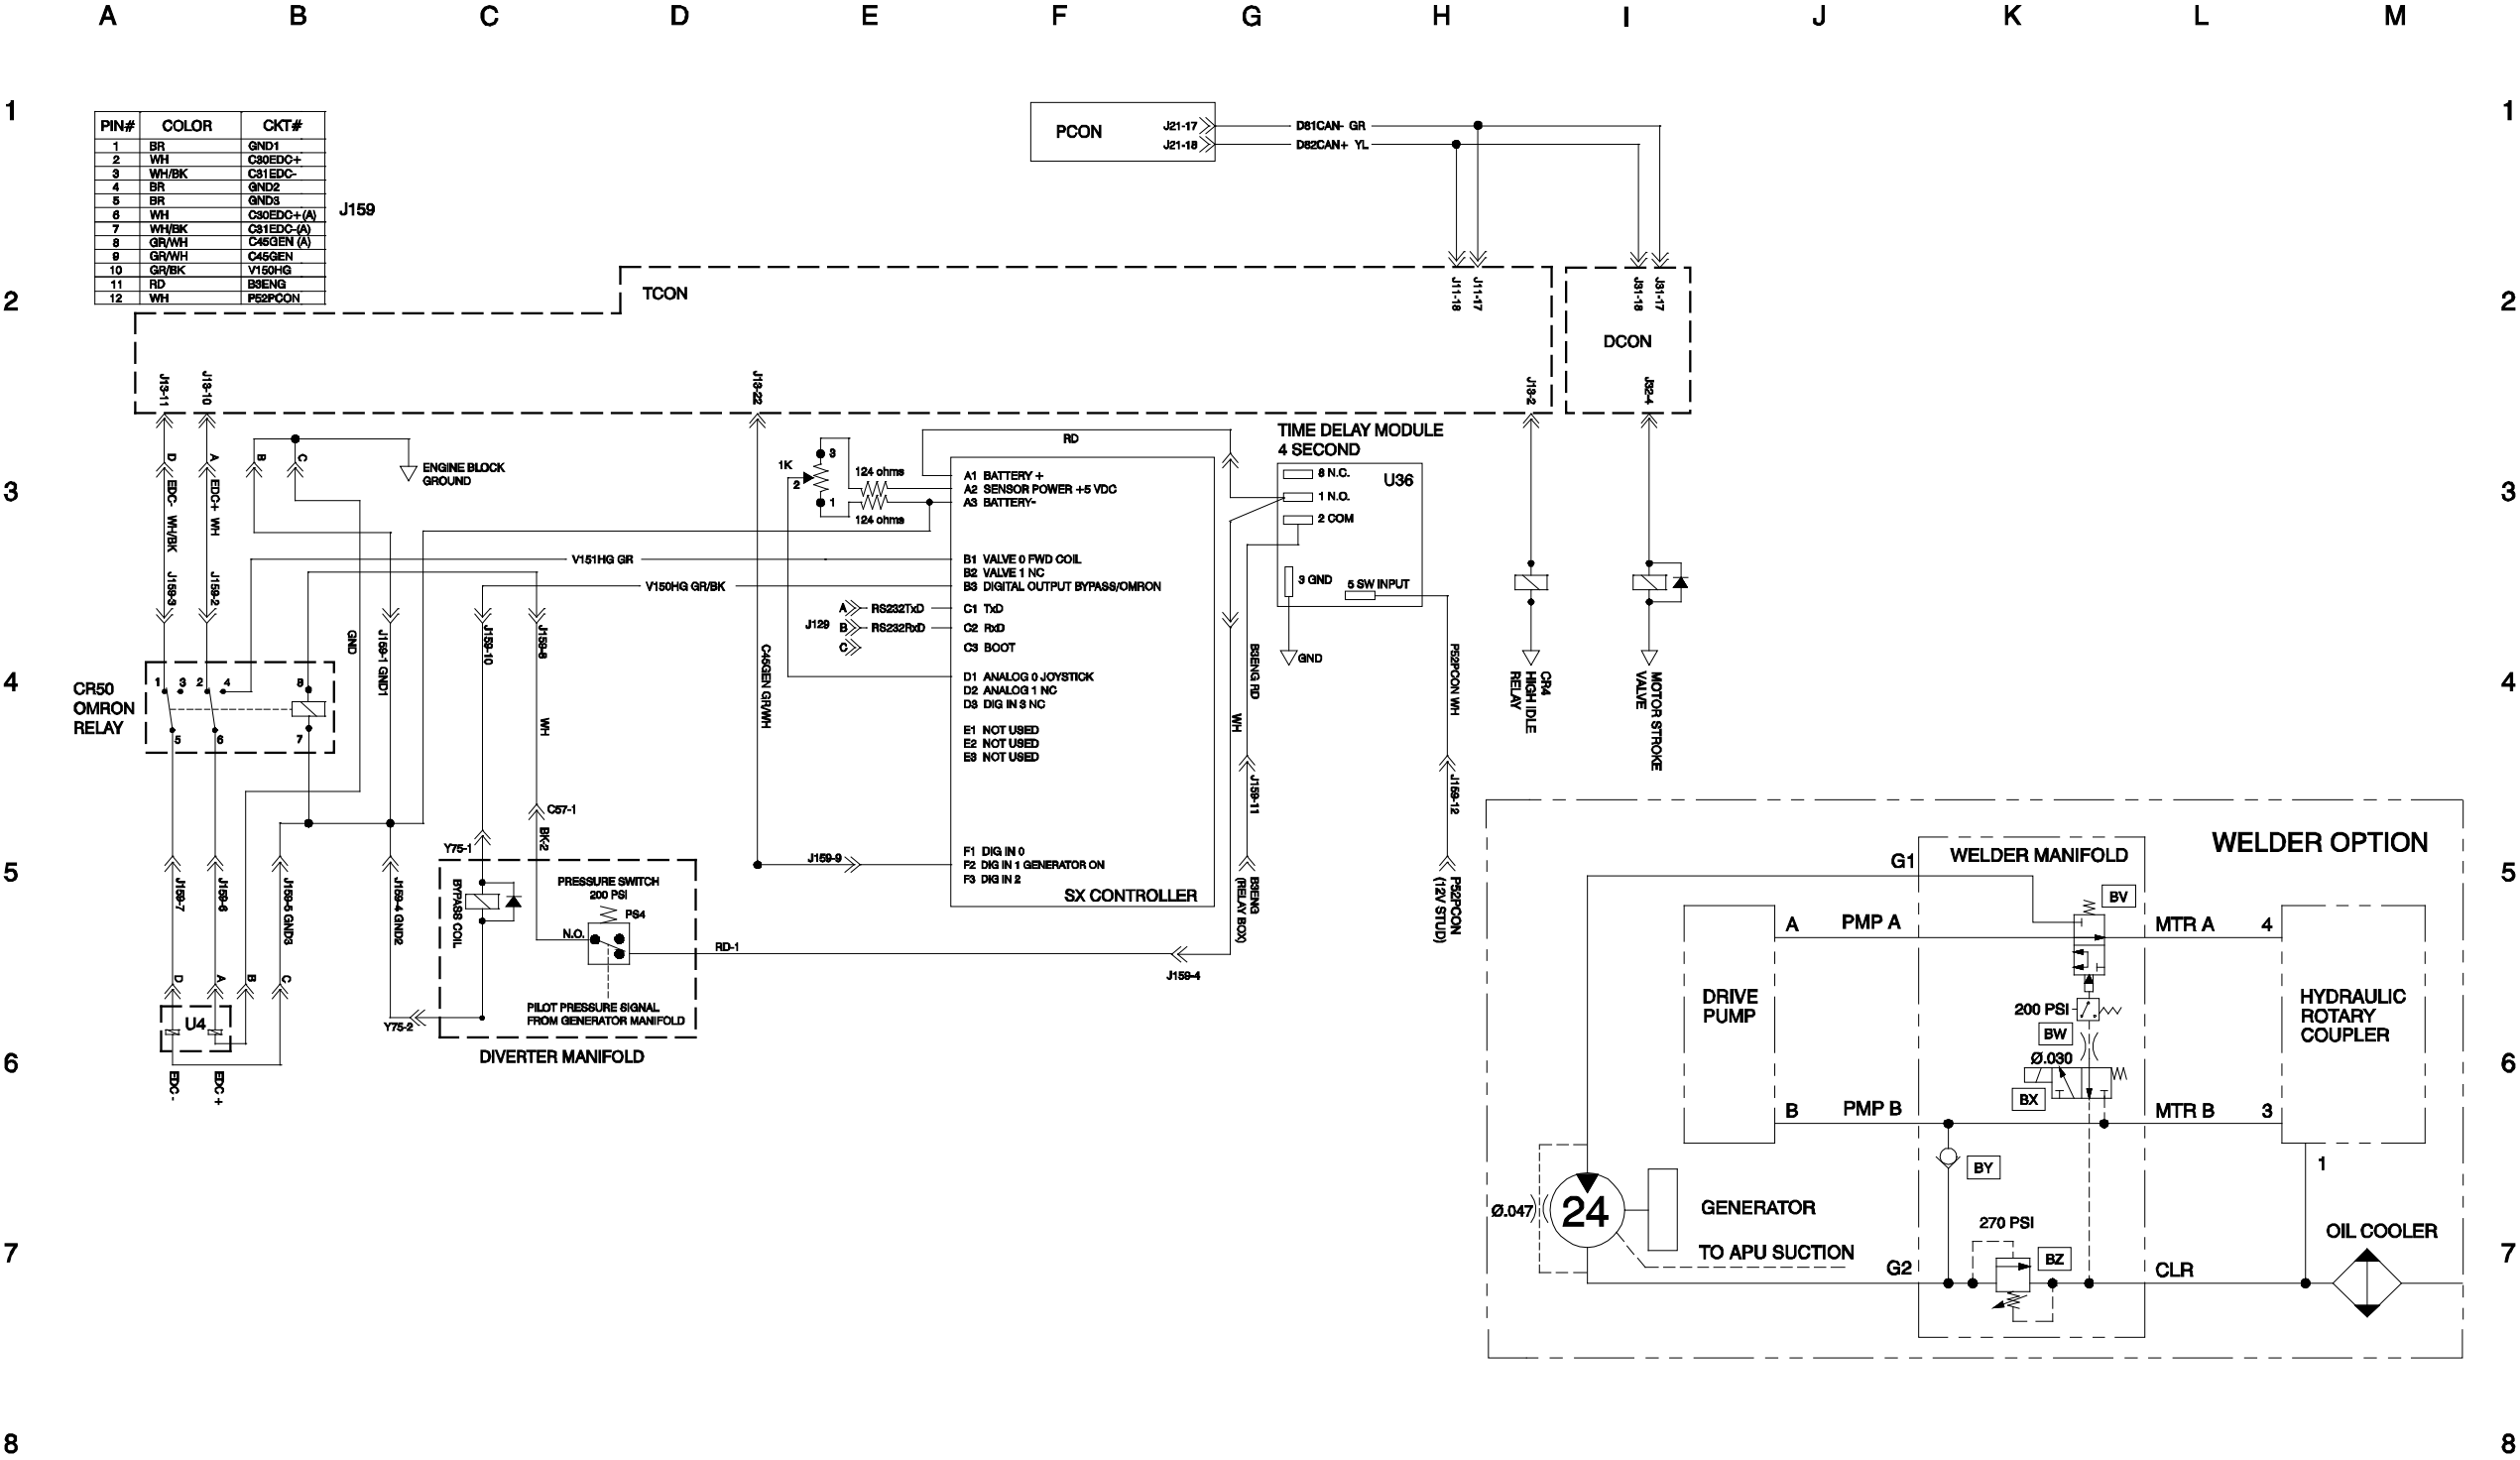 A B C D E F G H I J K L M
1 1
2 2
3 3
4 4
5 5
6 6
7 7
8 8
PIN# COLOR CKT#
1 BR GND1
2 WH C30EDC+
3 WH/BK C31EDC-
4 BR GND2
5 BR GND3
6 WH C30EDC+(A)
7 WH/BK C31EDC-(A)
8 GR/WH C45GEN (A)
9 GR/WH C45GEN
10 GR/BK V150HG
11 RD B3ENG
12 WH P52PCON
J159
PCON
J21-17
J21-18
D81CAN- GR
D82CAN+ YL
TCON
J11-18
J11-17
J31-18
J31-17
DCON
J13-11
J13-10
J13-22
J13-2
J32-4
D
A
B
C
ENGINE BLOCK
GROUND
EDC- WH/BK
EDC+ WH
J159-3
J159-2
GND
J159-1 GND1
CR50
OMRON
RELAY
1 3 2 4 8
5 6 7
J159-7
J159-6
J159-5 GND3
J159-4 GND2
D
A
B
C
U4
EDC -
EDC +
V151HG GR
V150HG GR/BK
J159-10
J159-8
WH
C57-1
BK-2
Y75-1
Y75-2
BYPASS COIL
PRESSURE SWITCH
200 PSI
PS4
N.O.
RD-1
PILOT PRESSURE SIGNAL
FROM GENERATOR MANIFOLD
DIVERTER MANIFOLD
C45GEN GR/WH
1K
3
2
1
124 ohms
124 ohms
RD
A1 BATTERY +
A2 SENSOR POWER +5 VDC
A3 BATTERY-
B1 VALVE 0 FWD COIL
B2 VALVE 1 NC
B3 DIGITAL OUTPUT BYPASS/OMRON
J129
A RS232TxD
B RS232RxD
C
C1 TxD
C2 RxD
C3 BOOT
D1 ANALOG 0 JOYSTICK
D2 ANALOG 1 NC
D3 DIG IN 3 NC
E1 NOT USED
E2 NOT USED
E3 NOT USED
F1 DIG IN 0
F2 DIG IN 1 GENERATOR ON
F3 DIG IN 2
J159-9
SX CONTROLLER
J159-4
TIME DELAY MODULE
4 SECOND
U36
8 N.C.
1 N.O.
2 COM
3 GND
5 SW INPUT
GND
WH
B3ENG RD
J159-11
B3ENG
(RELAY BOX)
P52PCON WH
J159-12
P52PCON
(12V STUD)
CR4
HIGH IDLE
RELAY
MOTOR STROKE
VALVE
WELDER OPTION
WELDER MANIFOLD
G1
BV
A PMP A
MTR A 4
DRIVE
PUMP
200 PSI
BW
Ø.030
BX
HYDRAULIC
ROTARY
COUPLER
B PMP B
MTR B 3
BY
1
Ø.047
24
GENERATOR
TO APU SUCTION
270 PSI
BZ
G2
CLR
OIL COOLER